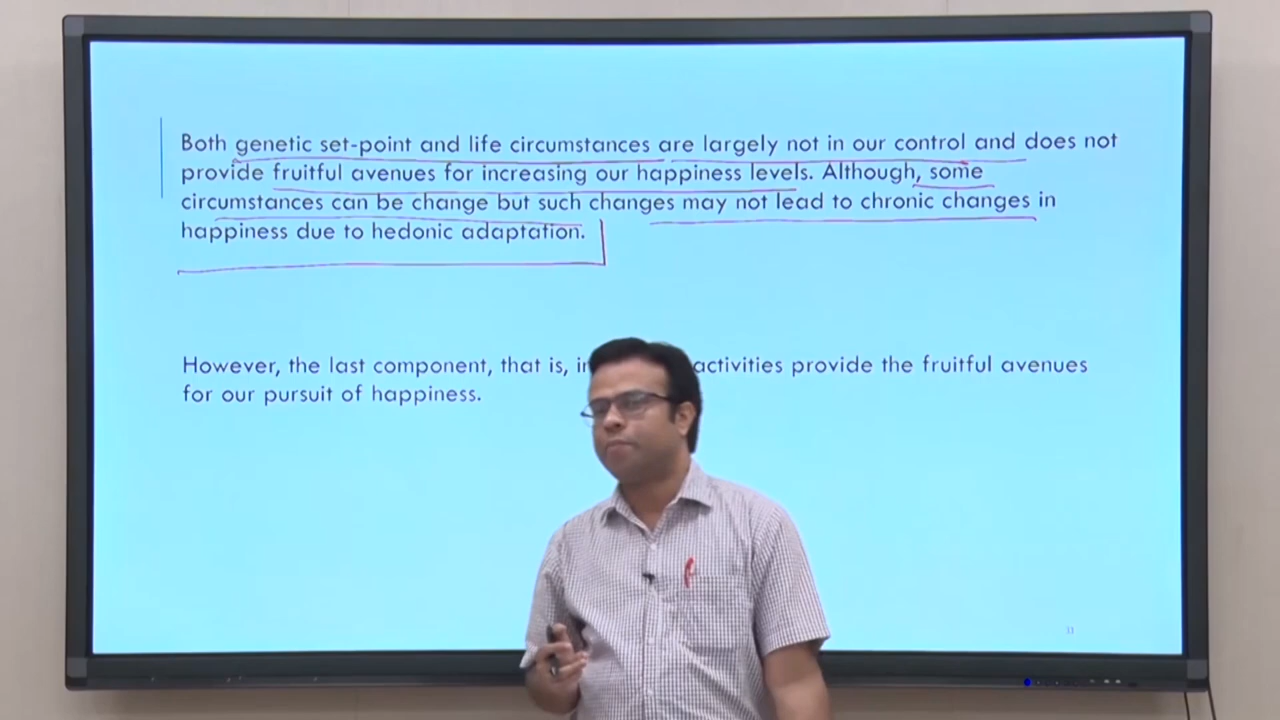 Both genetic set-point and life circumstances are largely not in our control and does not
provide fruitful avenues for increasing our happiness levels. Although, some
circumstances can be change but such changes may not lead to chronic changes in
happiness due to hedonic adaptation.
However, the last component, that is, activities provide the fruitful avenues
for our pursuit of happiness.
31